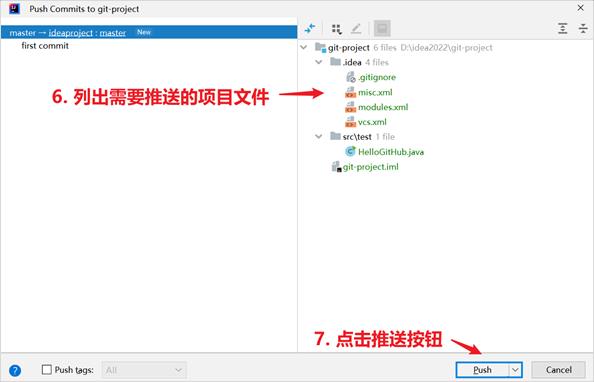 Push Commits to git-project
master → ideaproject : master New
first commit
git-project 6 files D:\idea2022\git-project
.idea 4 files
.gitignore
misc.xml
modules.xml
vcs.xml
src\test 1 file
HelloGitHub.java
git-project.iml
6. 列出需要推送的项目文件
7. 点击推送按钮
? Push tags: All Push Cancel